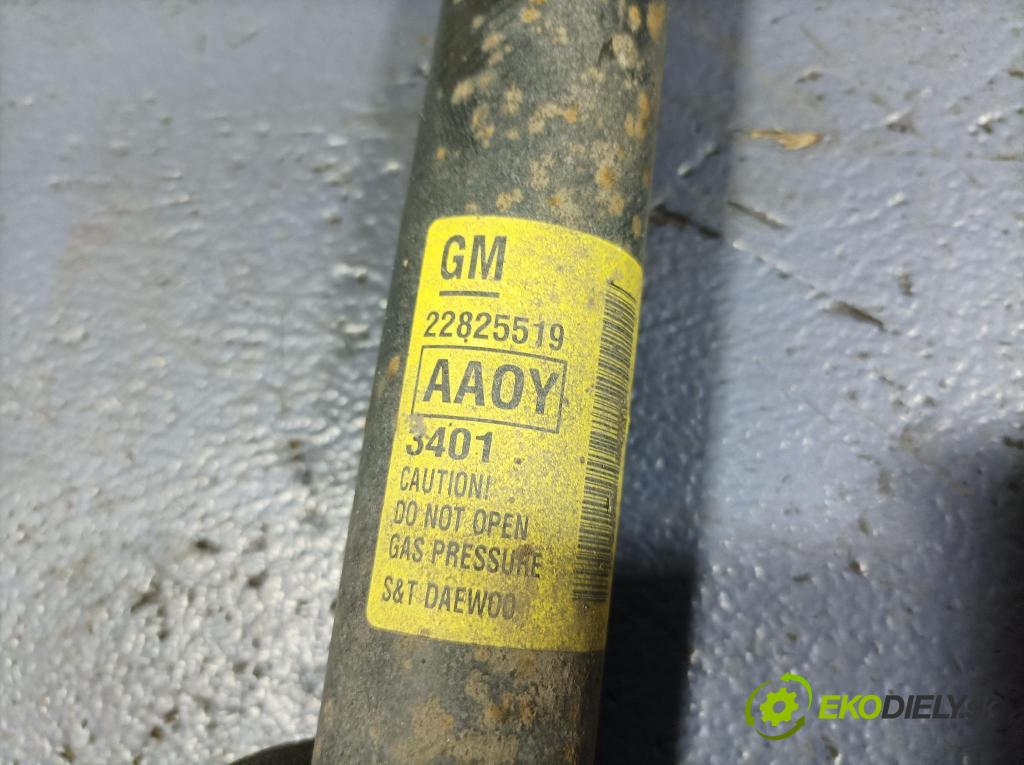 GM
22825519
AAOY
3401
CAUTION!
DO NOT OPEN
GAS PRESSURE
S&T DAEWOO
EKODIELY.SK